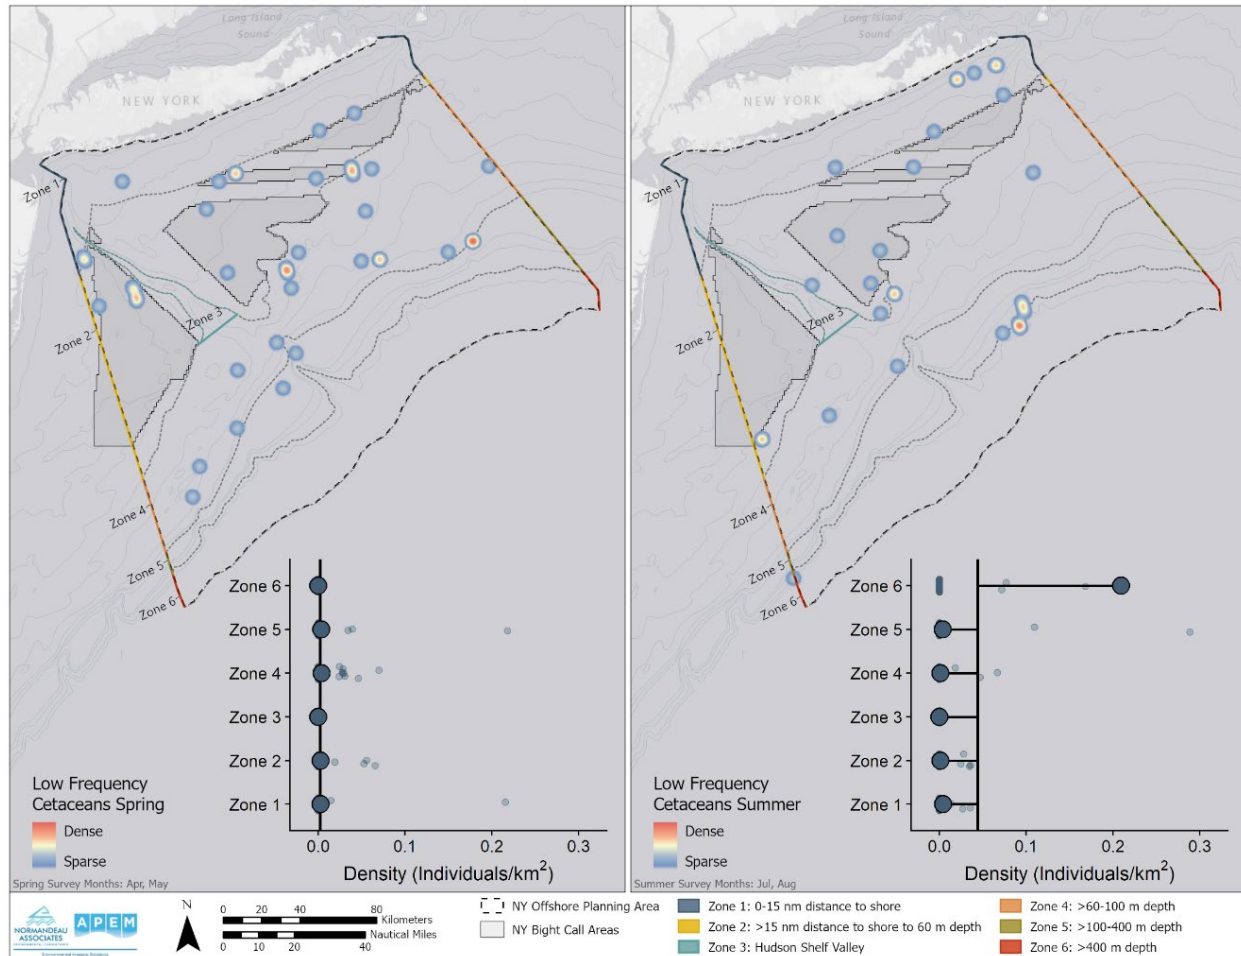 Long Island
Sound
NEW YORK
Zone 1
Zone 2
Zone 3
Zone 4
Zone 5
Zone 6
Zone 6
Zone 5
Zone 4
Zone 3
Zone 2
Zone 1
0.0 0.1 0.2 0.3
Density (Individuals/km²)
Low Frequency
Cetaceans Spring
Dense
Sparse
Spring Survey Months: Apr, May
Long Island
Sound
NEW YORK
Zone 1
Zone 2
Zone 3
Zone 4
Zone 5
Zone 6
Zone 6
Zone 5
Zone 4
Zone 3
Zone 2
Zone 1
0.0 0.1 0.2 0.3
Density (Individuals/km²)
Low Frequency
Cetaceans Summer
Dense
Sparse
Summer Survey Months: Jul, Aug
NORMANDEAU
ASSOCIATES
APEM
N
0 20 40 80
Kilometers
Nautical Miles
0 10 20 40
NY Offshore Planning Area
NY Bight Call Areas
Zone 1: 0-15 nm distance to shore
Zone 2: >15 nm distance to shore to 60 m depth
Zone 3: Hudson Shelf Valley
Zone 4: >60-100 m depth
Zone 5: >100-400 m depth
Zone 6: >400 m depth